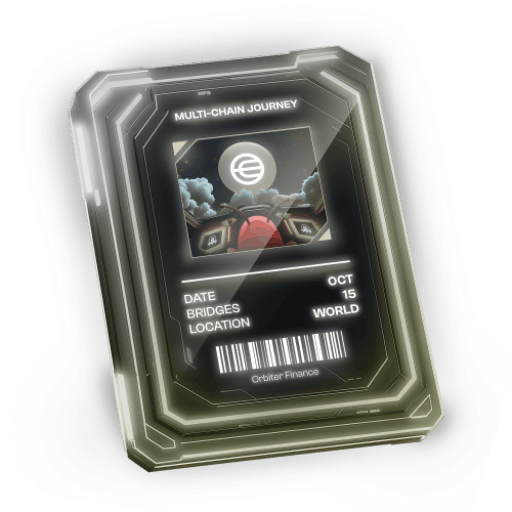 MULTI-CHAIN JOURNEY
DATE OCT
BRIDGES 15
LOCATION WORLD
Orbiter Finance